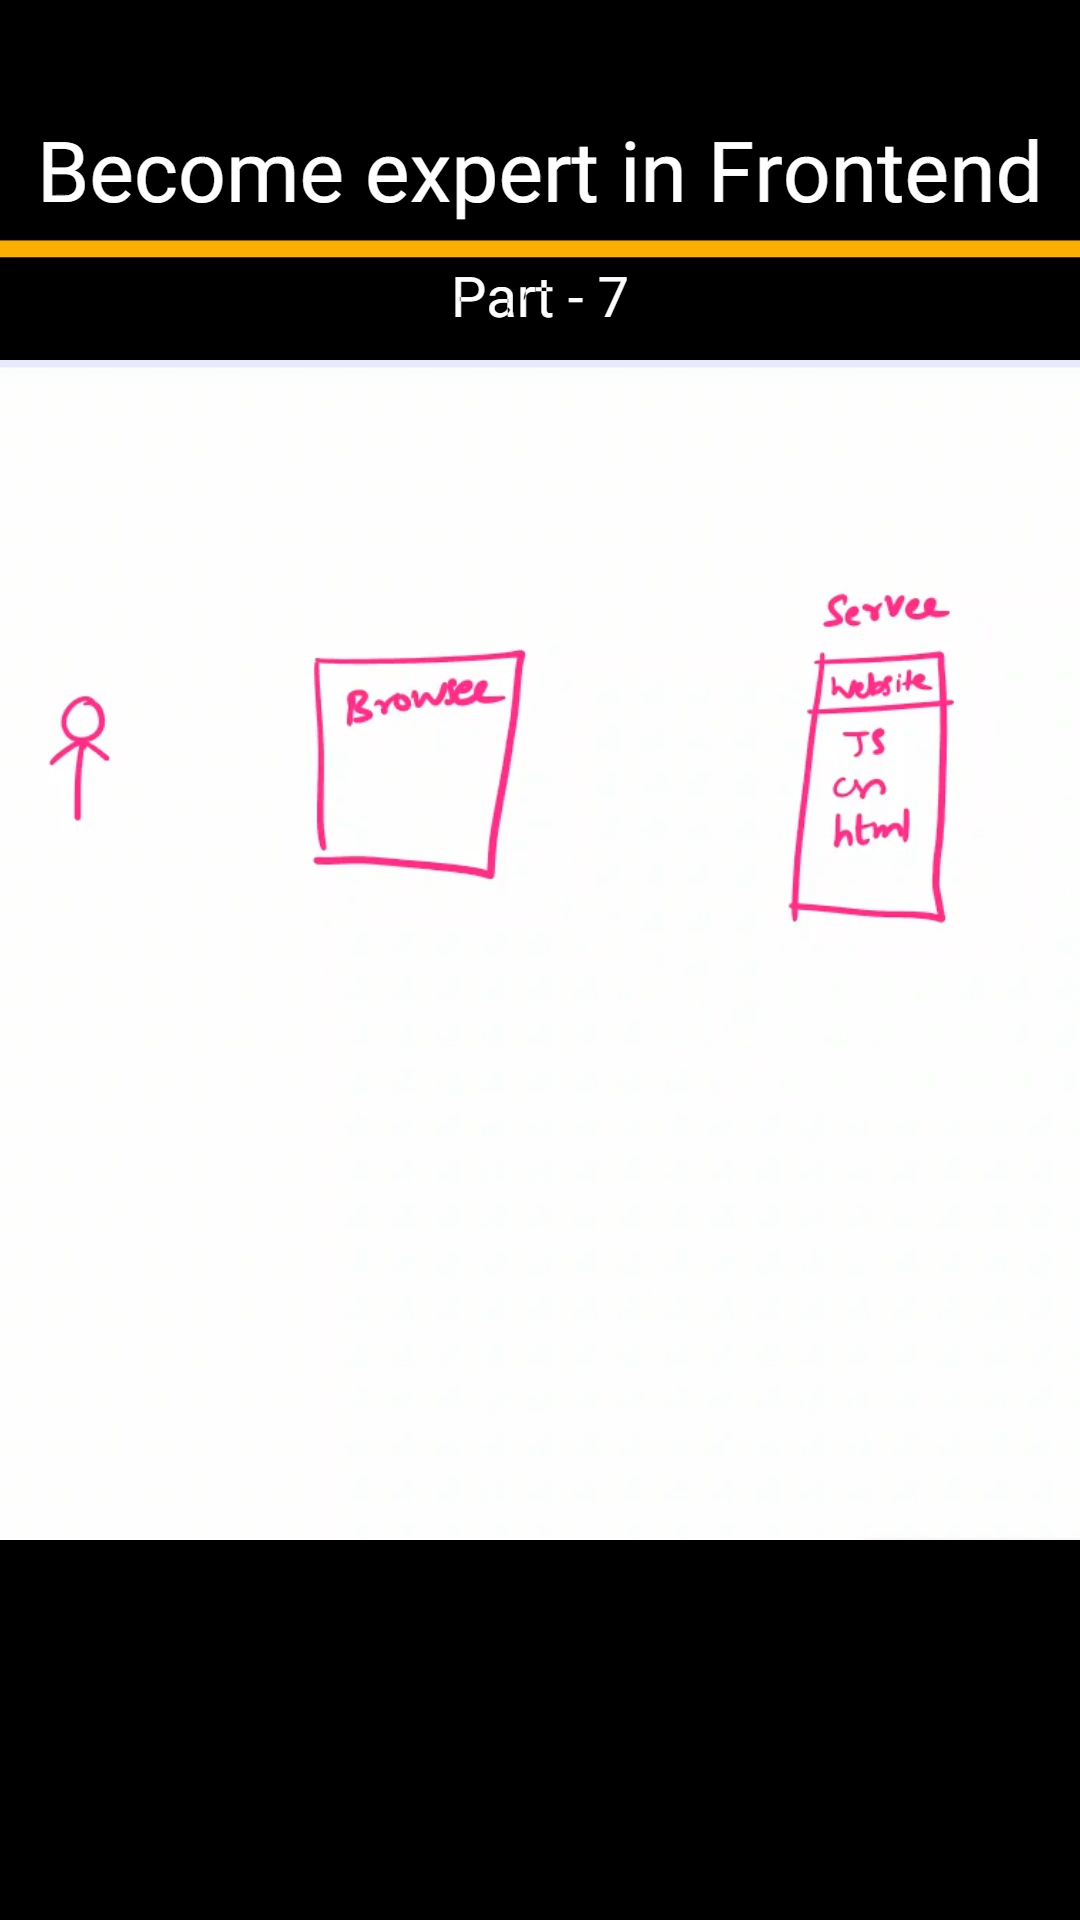 Become expert in Frontend
Part - 7
Server
Browser
Website
JS
css
html